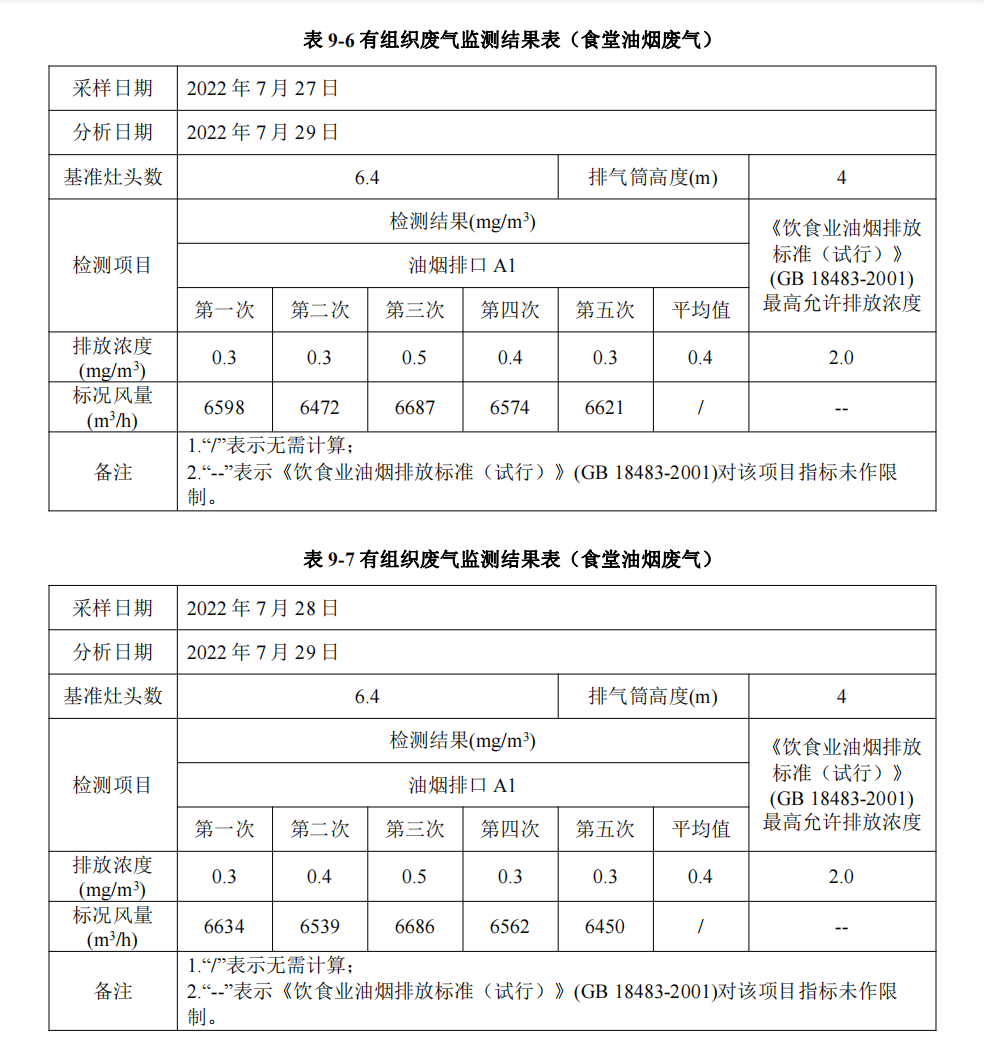 表 9-6 有组织废气监测结果表（食堂油烟废气）
采样日期 2022 年 7 月 27 日
分析日期 2022 年 7 月 29 日
基准灶头数 6.4 排气筒高度(m) 4
检测项目
检测结果(mg/m³)
油烟排口 A1
第一次 第二次 第三次 第四次 第五次 平均值
《饮食业油烟排放
标准（试行）》
(GB 18483-2001)
最高允许排放浓度
排放浓度
(mg/m³)
0.3 0.3 0.5 0.4 0.3 0.4 2.0
标况风量
(m³/h)
6598 6472 6687 6574 6621 / --
备注
1.“/”表示无需计算；
2.“--”表示《饮食业油烟排放标准（试行）》(GB 18483-2001)对该项目指标未作限
制。
表 9-7 有组织废气监测结果表（食堂油烟废气）
采样日期 2022 年 7 月 28 日
分析日期 2022 年 7 月 29 日
基准灶头数 6.4 排气筒高度(m) 4
检测项目
检测结果(mg/m³)
油烟排口 A1
第一次 第二次 第三次 第四次 第五次 平均值
《饮食业油烟排放
标准（试行）》
(GB 18483-2001)
最高允许排放浓度
排放浓度
(mg/m³)
0.3 0.4 0.5 0.3 0.3 0.4 2.0
标况风量
(m³/h)
6634 6539 6686 6562 6450 / --
备注
1.“/”表示无需计算；
2.“--”表示《饮食业油烟排放标准（试行）》(GB 18483-2001)对该项目指标未作限
制。